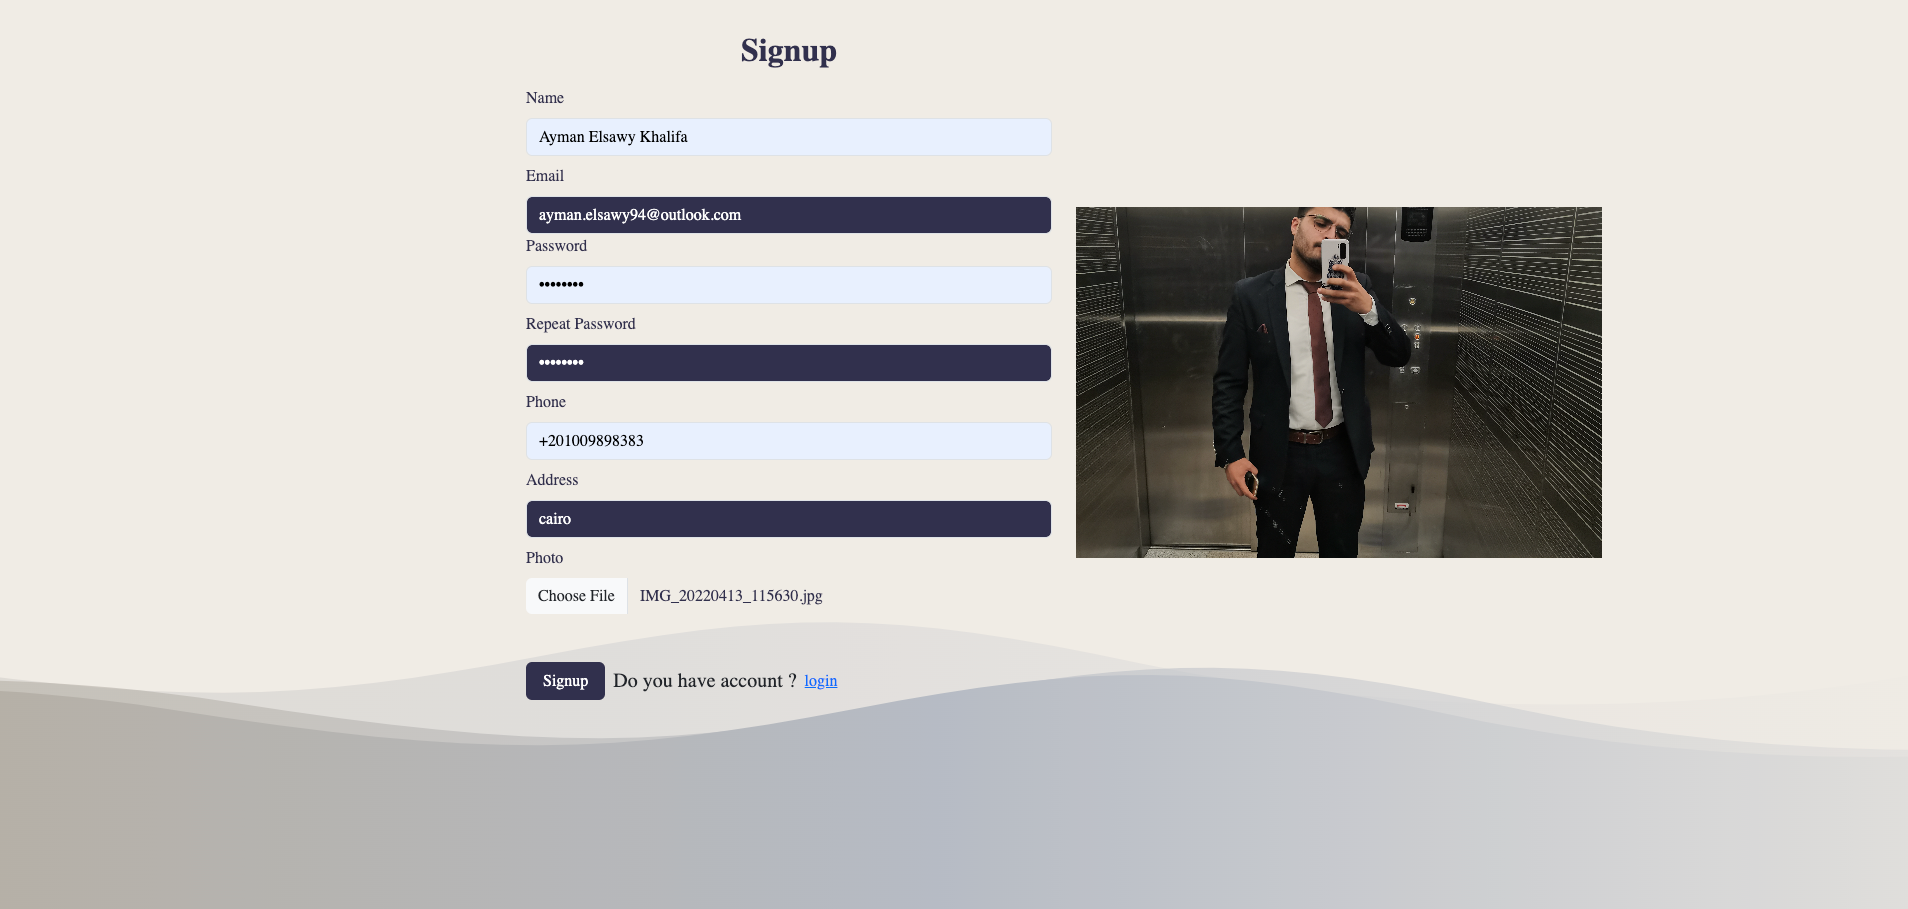 Signup
Name
Ayman Elsawy Khalifa
Email
ayman.elsawy94@outlook.com
Password
••••••••
Repeat Password
••••••••
Phone
+201009898383
Address
cairo
Photo
Choose File IMG_20220413_115630.jpg
Signup Do you have account ? login